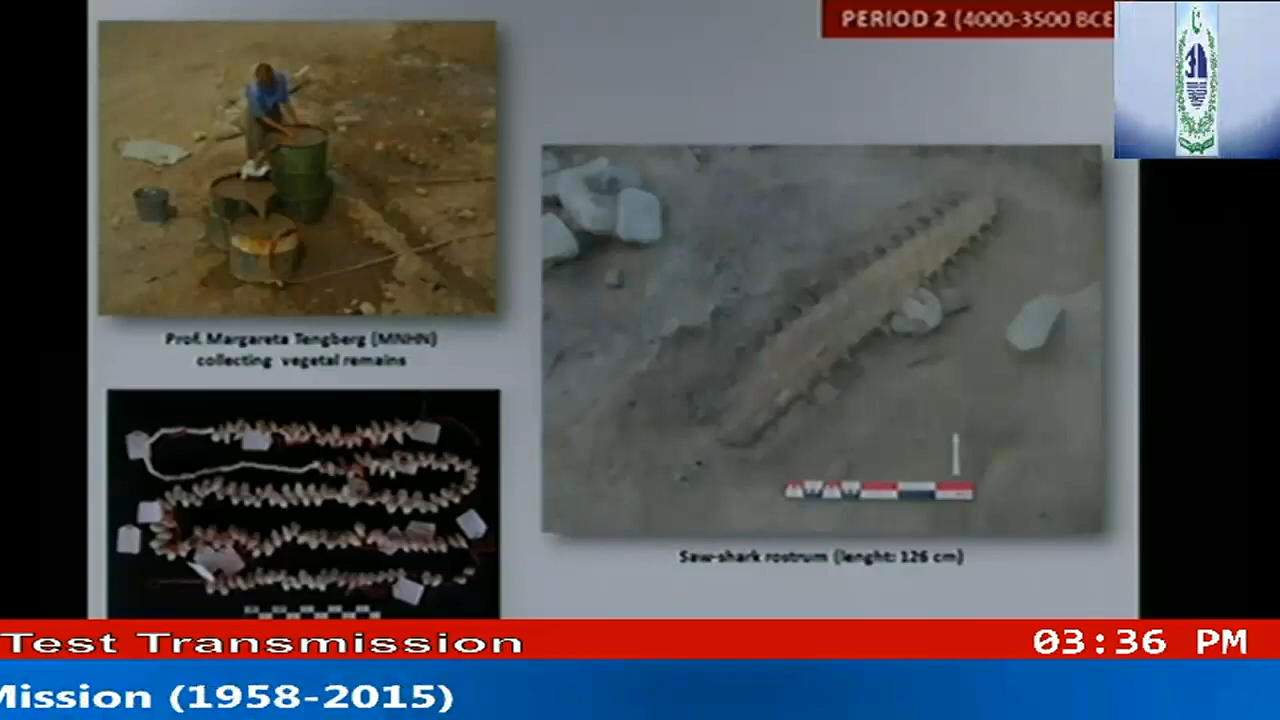 PERIOD 2 (4000-3500 BCE
Prof. Margareta Tengberg (MNHN)
collecting vegetal remains
Saw-shark rostrum (lenght: 126 cm)
Test Transmission
03:36 PM
Mission (1958-2015)